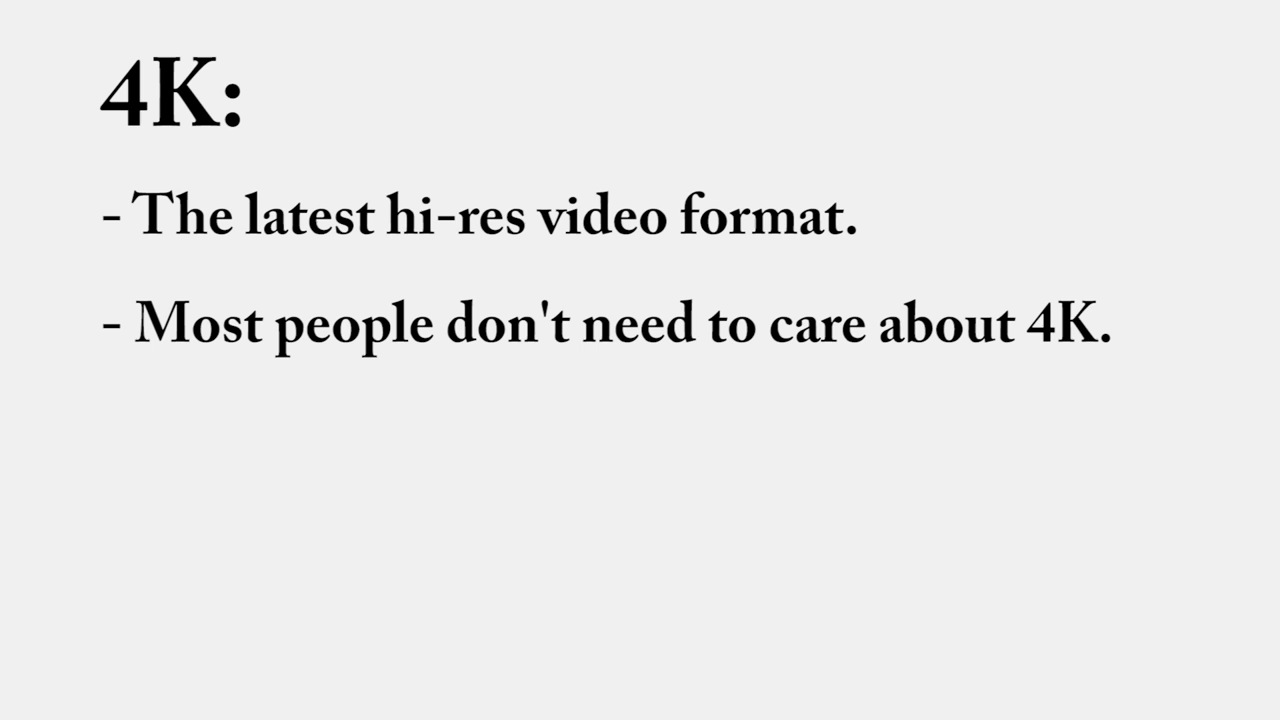 4K:
- The latest hi-res video format.
- Most people don't need to care about 4K.